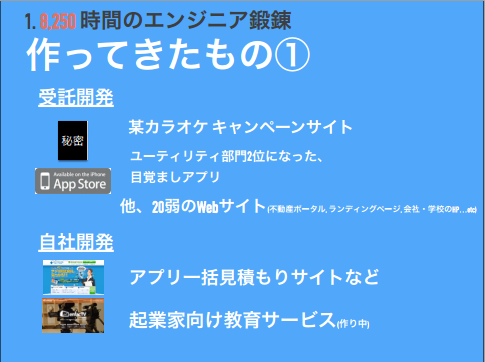 1. 8,250 時間のエンジニア鍛錬
作ってきたもの①
受託開発
秘密
某カラオケ キャンペーンサイト
Available on the iPhone
App Store
ユーティリティ部門2位になった、
目覚ましアプリ
他、20弱のWebサイト(不動産ポータル, ランディングページ, 会社・学校のHP...etc)
自社開発
アプリ一括見積もりサイトなど
起業家向け教育サービス(作り中)